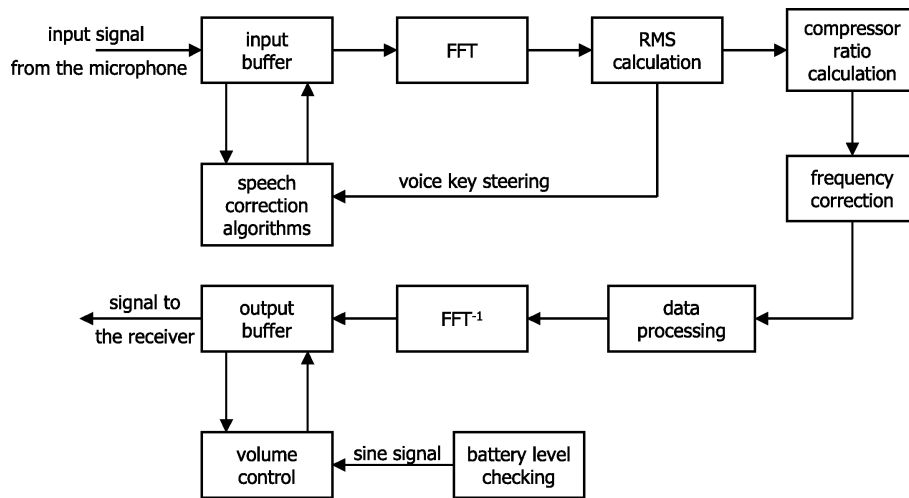 input signal
from the microphone
input
buffer
FFT
RMS
calculation
compressor
ratio
calculation
speech
correction
algorithms
voice key steering
frequency
correction
signal to
the receiver
output
buffer
FFT⁻¹
data
processing
volume
control
sine signal
battery level
checking